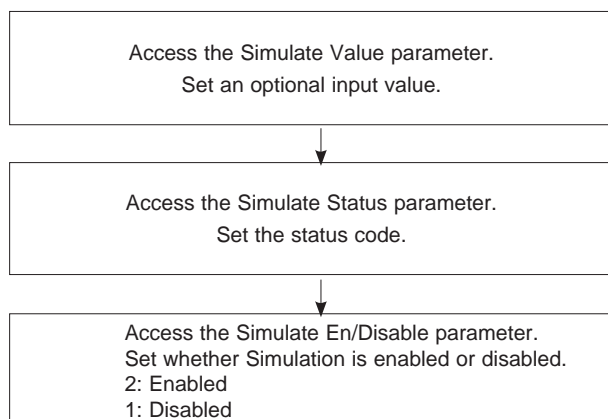 Access the Simulate Value parameter.
Set an optional input value.
Access the Simulate Status parameter.
Set the status code.
Access the Simulate En/Disable parameter.
Set whether Simulation is enabled or disabled.
2: Enabled
1: Disabled